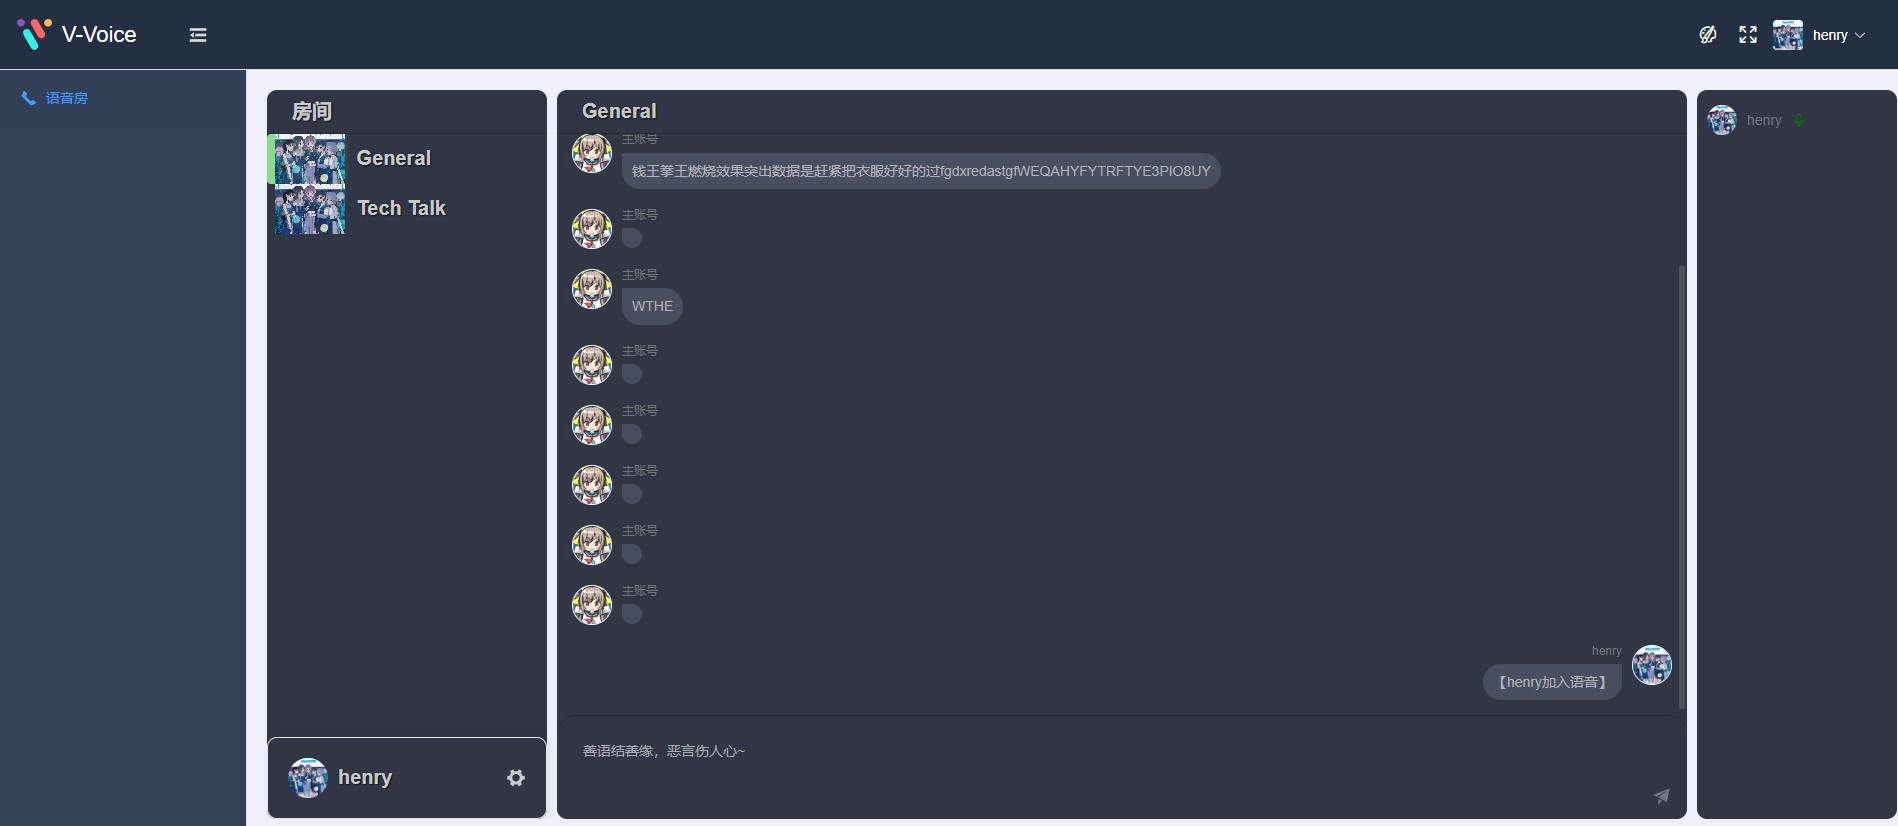 V-Voice
henry
语音房
房间
General
Tech Talk
henry
General
主账号
钱王拳王燃烧效果突出数据是赶紧把衣服好好的过fgdxredastgfWEQAHYFYTRFTYE3PIO8UY
主账号
主账号
WTHE
主账号
主账号
主账号
主账号
主账号
henry
【henry加入语音】
善语结善缘，恶言伤人心~
henry